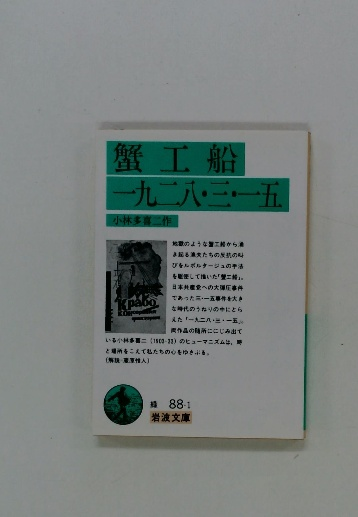 蟹工船
一九二八・三・一五
小林多喜二作
地獄のような蟹工船から湧
き起る漁夫たちの反抗の叫
びをルポルタージュの手法
を駆使して描いた「蟹工船」、
日本共産党への大弾圧事件
であった三・一五事件を大き
な時代のうねりの中にとら
えた「一九二八・三・一五」。
両作品の随所ににじみ出て
いる小林多喜二（1903-33）のヒューマニズムは、時
と場所をこえて私たちの心をゆさぶる。
（解説・蔵原惟人）
Крабо
緑 88-1
岩波文庫